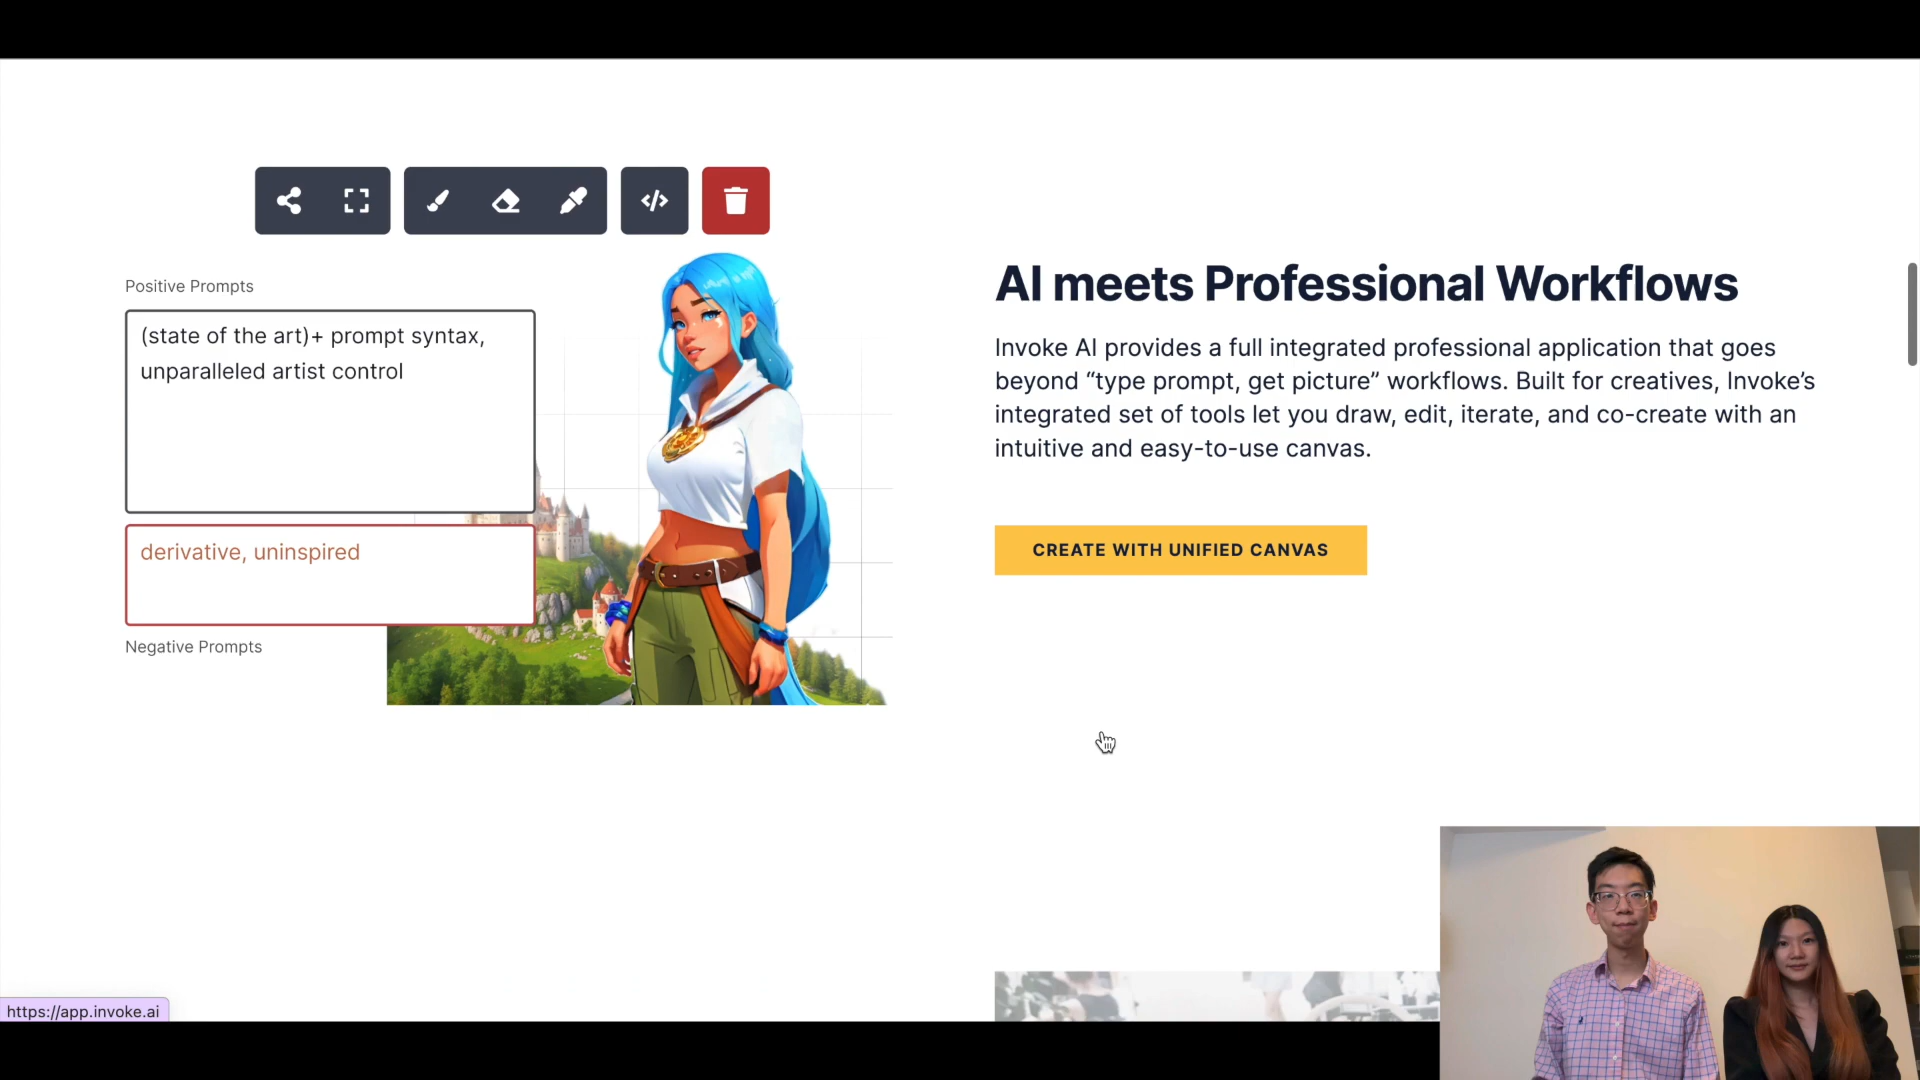 Positive Prompts
(state of the art)+ prompt syntax,
unparalleled artist control
derivative, uninspired
Negative Prompts
AI meets Professional Workflows
Invoke AI provides a full integrated professional application that goes
beyond “type prompt, get picture” workflows. Built for creatives, Invoke’s
integrated set of tools let you draw, edit, iterate, and co-create with an
intuitive and easy-to-use canvas.
CREATE WITH UNIFIED CANVAS
https://app.invoke.ai